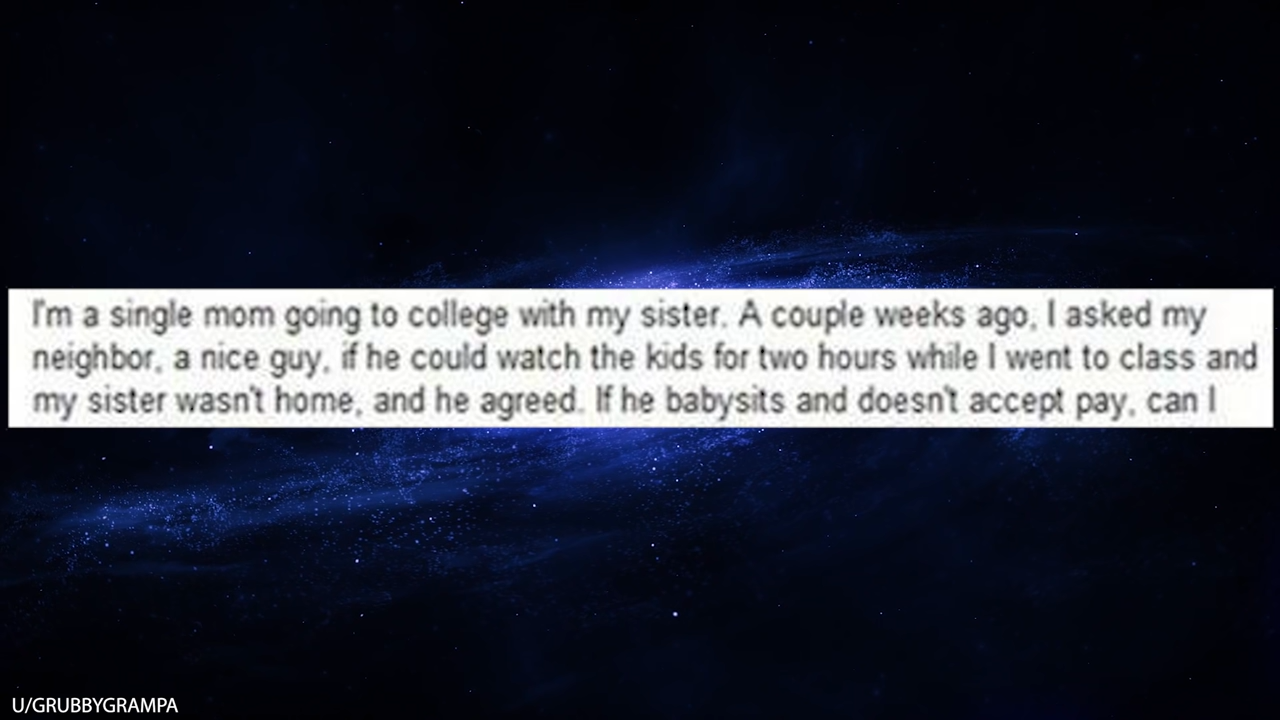 I'm a single mom going to college with my sister. A couple weeks ago, I asked my
neighbor, a nice guy, if he could watch the kids for two hours while I went to class and
my sister wasn't home, and he agreed. If he babysits and doesn't accept pay, can I
U/GRUBBYGRAMPA